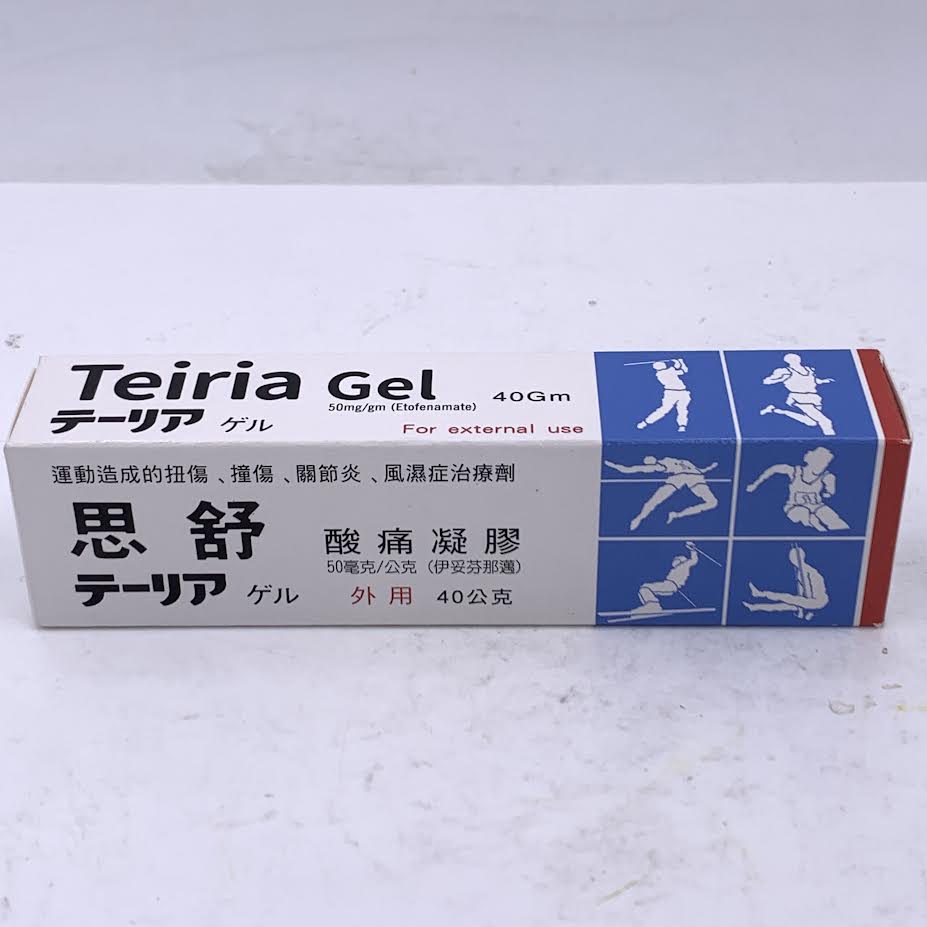 Teiria Gel 40Gm
50mg/gm (Etofenamate)
テーリア ゲル
For external use
運動造成的扭傷、撞傷、關節炎、風濕症治療劑
思舒 酸痛凝膠
50毫克/公克 (伊妥芬那邁)
テーリア ゲル 外用 40公克